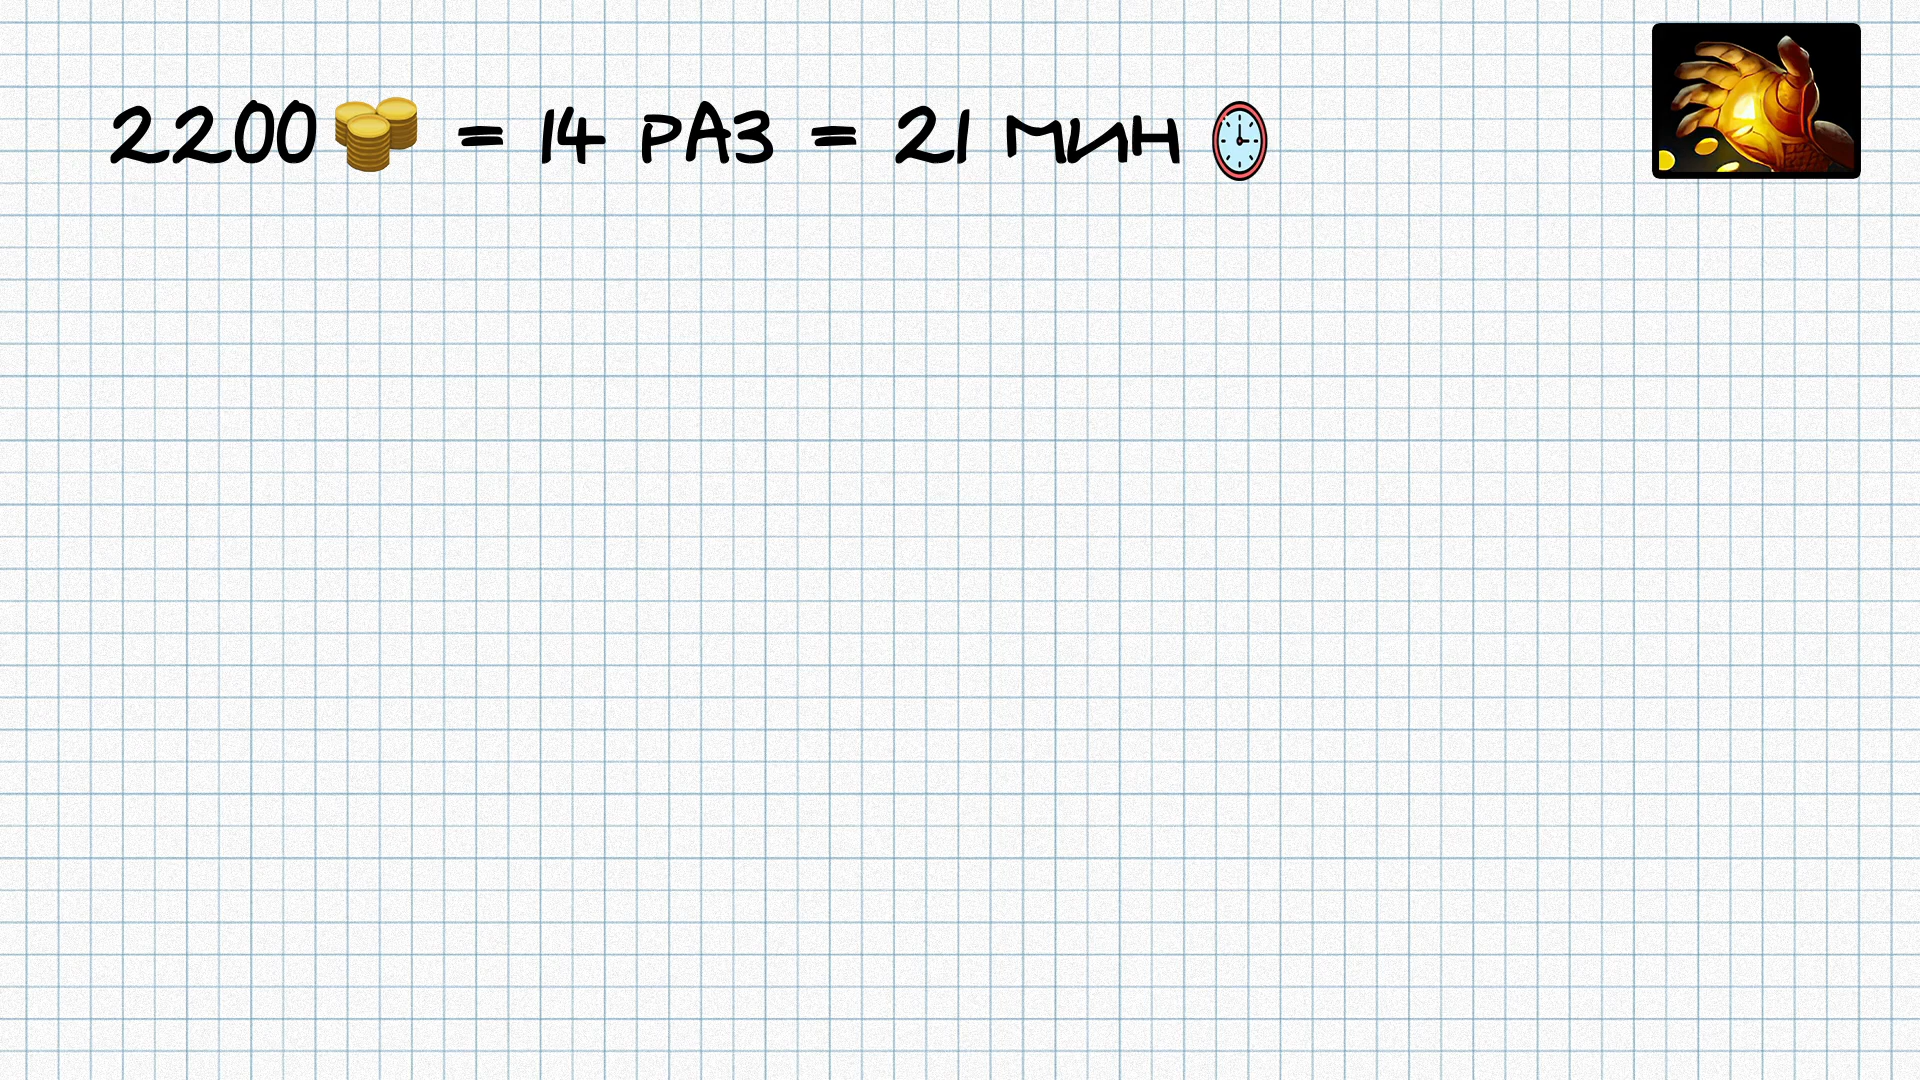 2200 = 14 РАЗ = 21 МИН